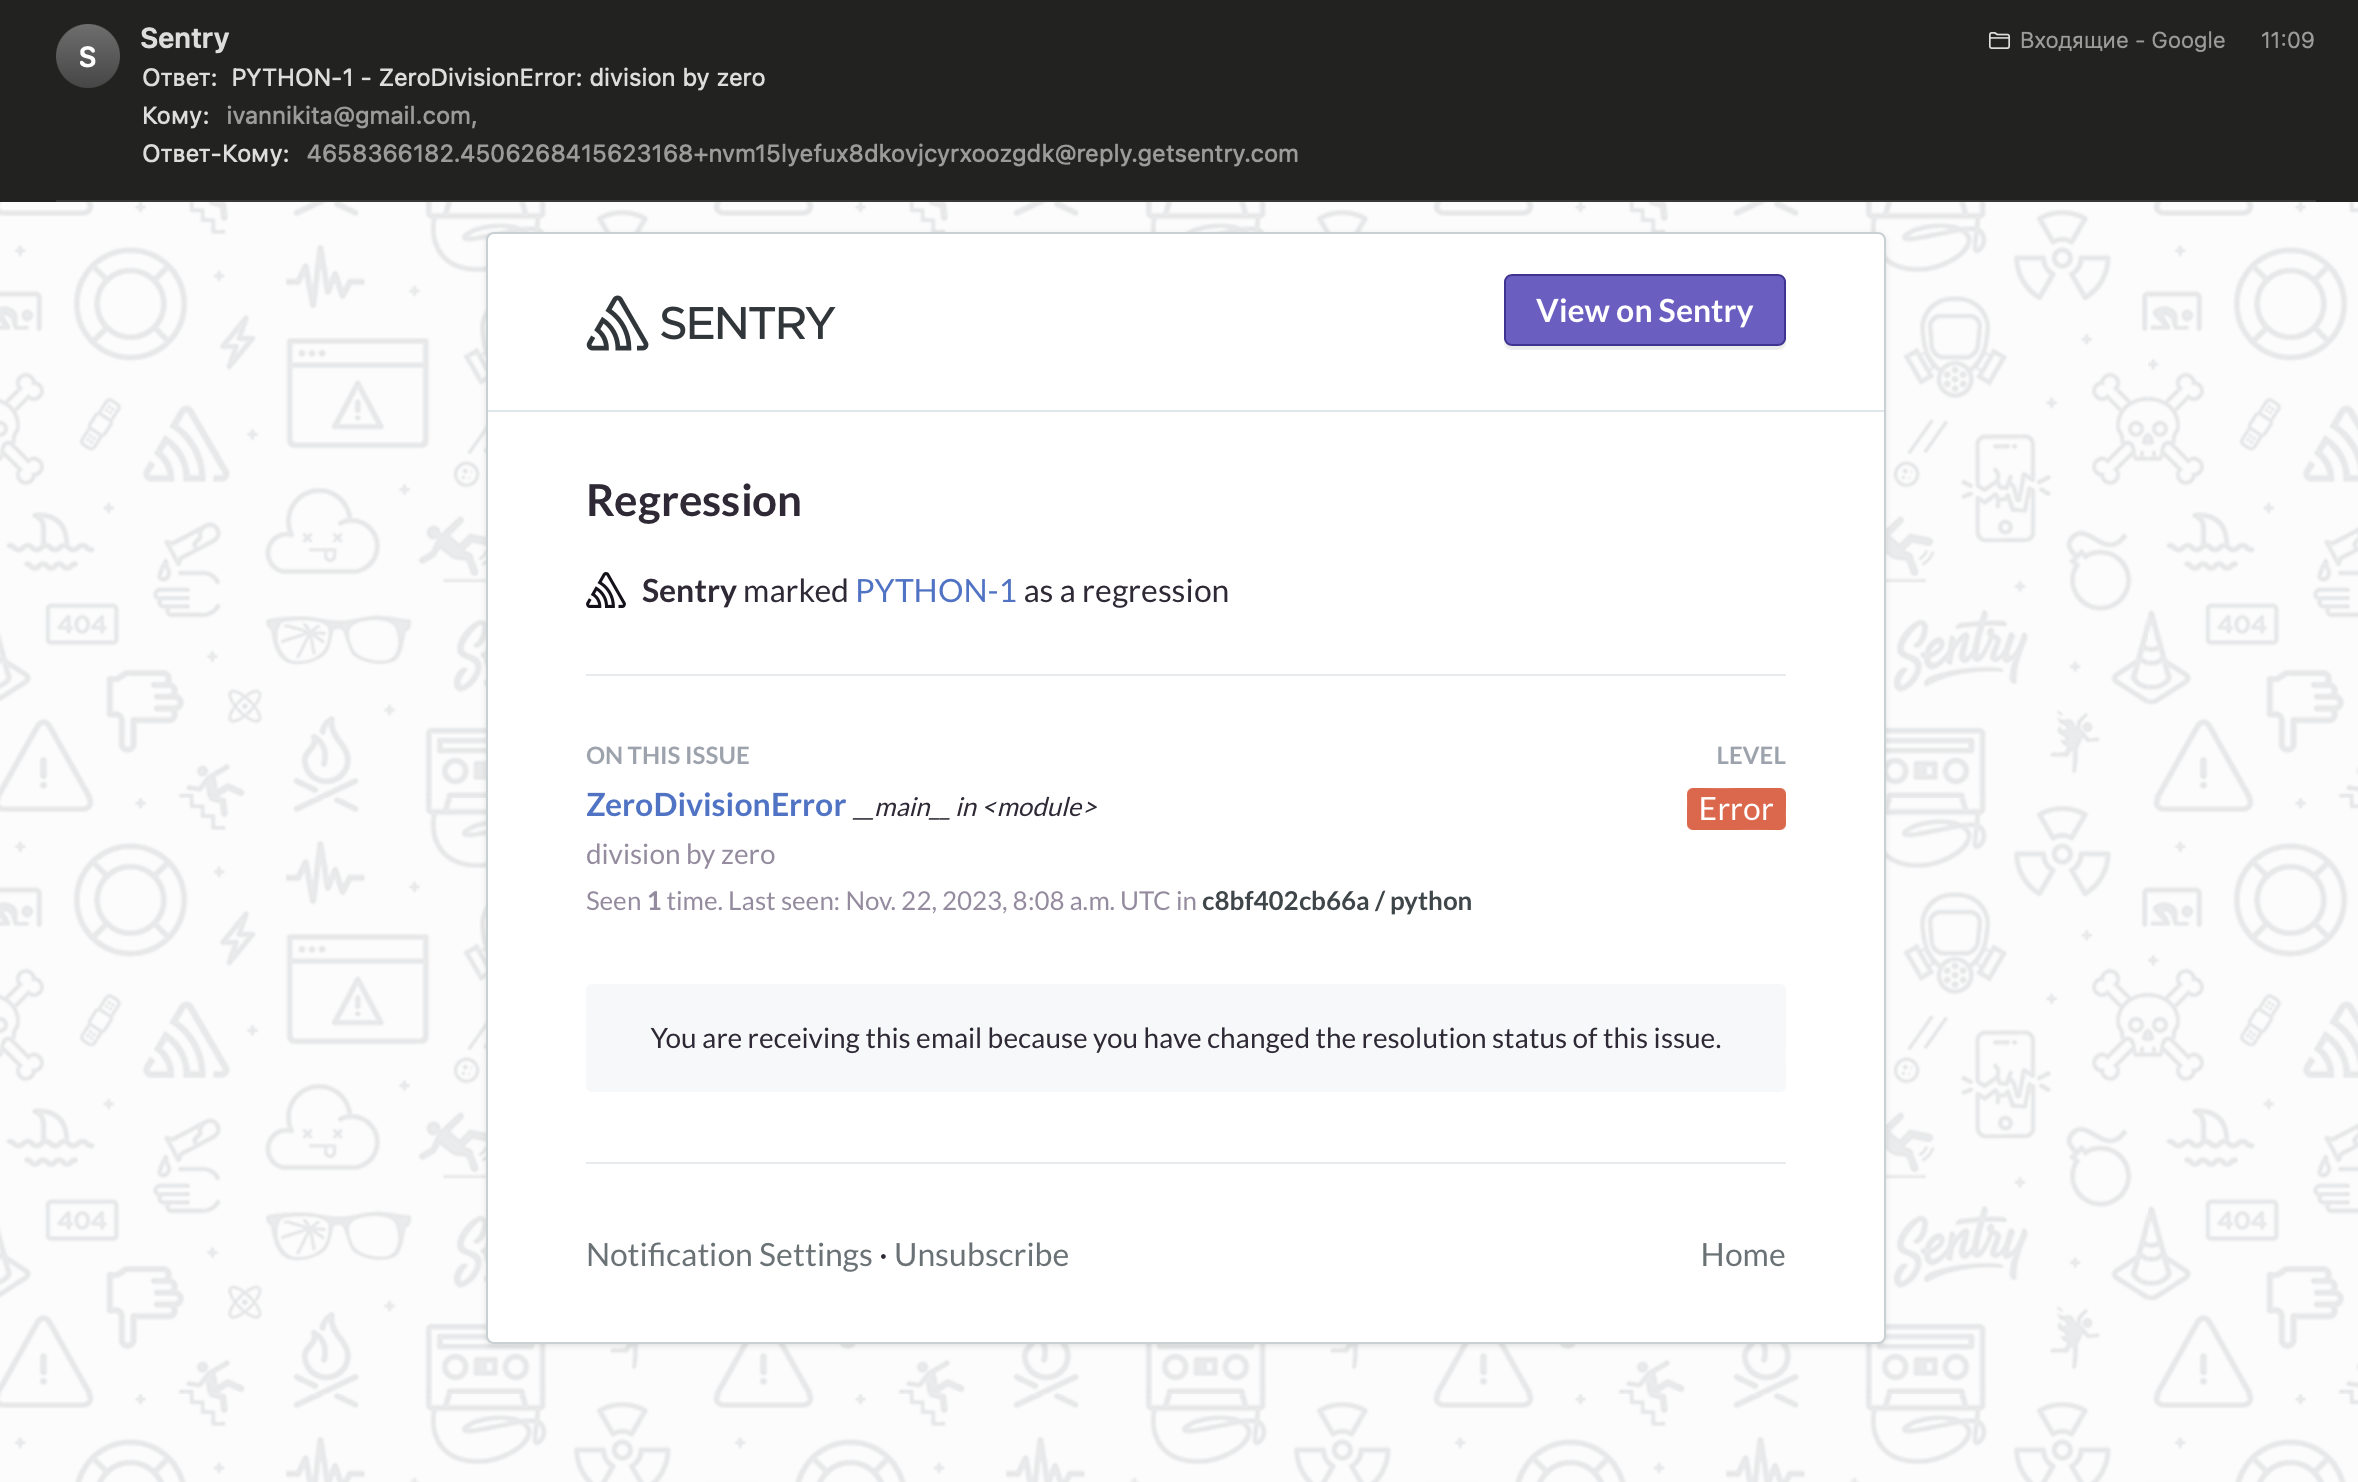 S
Sentry
Входящие - Google 11:09
Ответ: PYTHON-1 - ZeroDivisionError: division by zero
Кому: ivannikita@gmail.com,
Ответ-Кому: 4658366182.4506268415623168+nvm15lyefux8dkovjcyrxoozgdk@reply.getsentry.com
SENTRY
View on Sentry
Regression
Sentry marked PYTHON-1 as a regression
ON THIS ISSUE
LEVEL
ZeroDivisionError __main__ in <module>
Error
division by zero
Seen 1 time. Last seen: Nov. 22, 2023, 8:08 a.m. UTC in c8bf402cb66a / python
You are receiving this email because you have changed the resolution status of this issue.
Notification Settings · Unsubscribe
Home
404
404
Sentry
404
404
Sentry